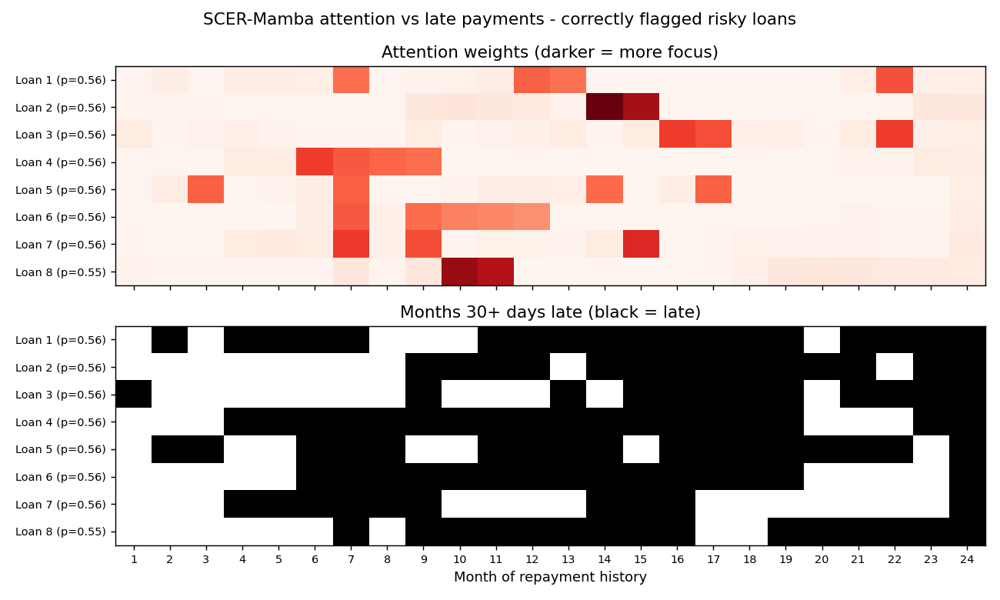 SCER-Mamba attention vs late payments - correctly flagged risky loans
Attention weights (darker = more focus)
Loan 1 (p=0.56)
Loan 2 (p=0.56)
Loan 3 (p=0.56)
Loan 4 (p=0.56)
Loan 5 (p=0.56)
Loan 6 (p=0.56)
Loan 7 (p=0.56)
Loan 8 (p=0.55)
Months 30+ days late (black = late)
Loan 1 (p=0.56)
Loan 2 (p=0.56)
Loan 3 (p=0.56)
Loan 4 (p=0.56)
Loan 5 (p=0.56)
Loan 6 (p=0.56)
Loan 7 (p=0.56)
Loan 8 (p=0.55)
1 2 3 4 5 6 7 8 9 10 11 12 13 14 15 16 17 18 19 20 21 22 23 24
Month of repayment history